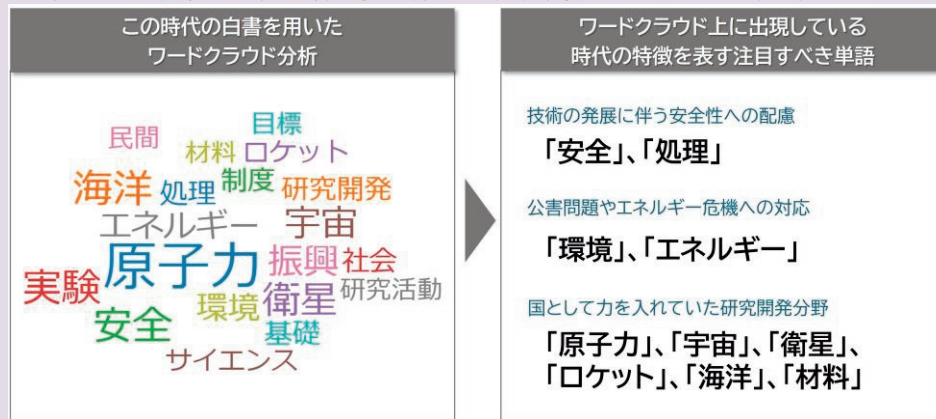 この時代の白書を用いた
ワードクラウド分析
民間
目標
材料
ロケット
海洋
処理
制度
研究開発
エネルギー
宇宙
原子力
振興
社会
実験
環境
衛星
研究活動
安全
基礎
サイエンス
ワードクラウド上に出現している
時代の特徴を表す注目すべき単語
技術の発展に伴う安全性への配慮
「安全」、「処理」
公害問題やエネルギー危機への対応
「環境」、「エネルギー」
国として力を入れていた研究開発分野
「原子力」、「宇宙」、「衛星」、
「ロケット」、「海洋」、「材料」